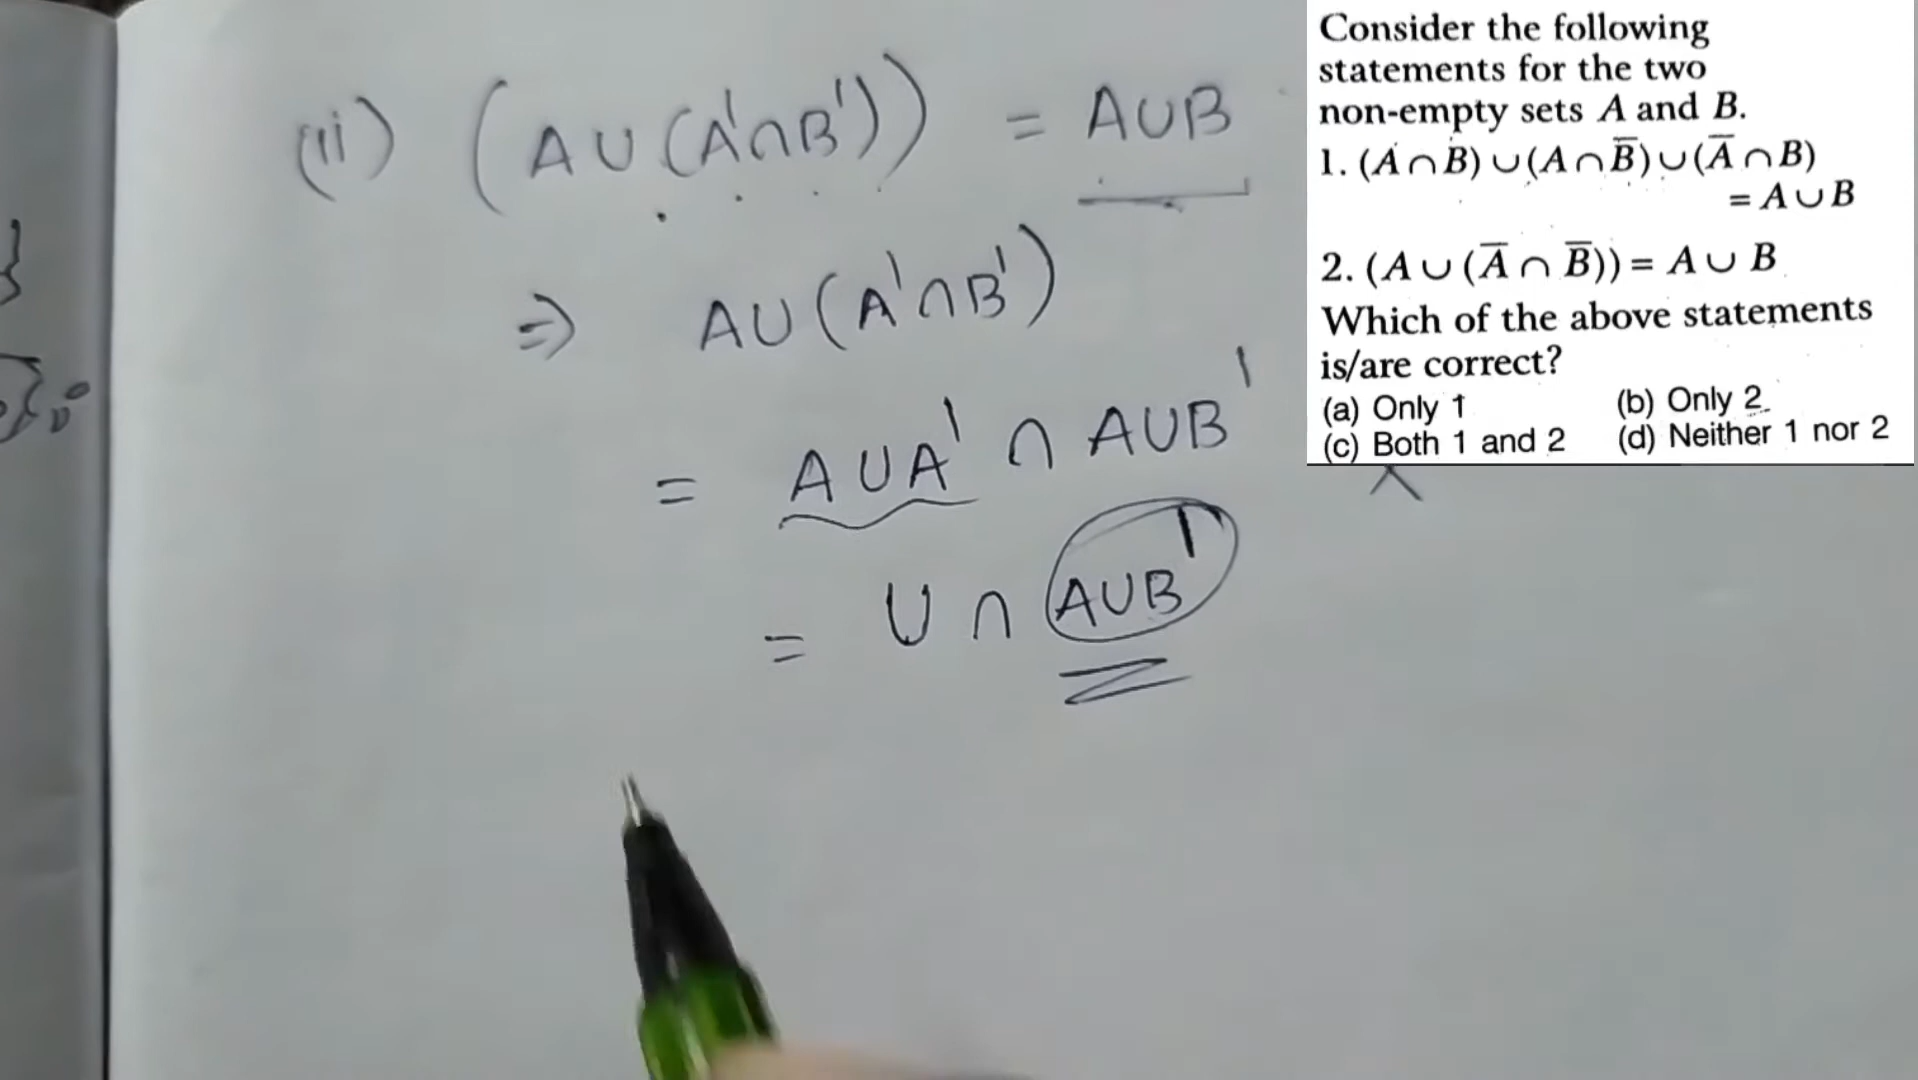 (ii) (A∪(A'∩B')) = A∪B
⇒ A∪(A'∩B')
= A∪A' ∩ A∪B'
= U ∩ A∪B'
Consider the following
statements for the two
non-empty sets A and B.
1. (A∩B)∪(A∩B̅)∪(A̅∩B)
= A∪B
2. (A∪(A̅∩B̅)) = A∪B
Which of the above statements
is/are correct?
(a) Only 1 (b) Only 2
(c) Both 1 and 2 (d) Neither 1 nor 2